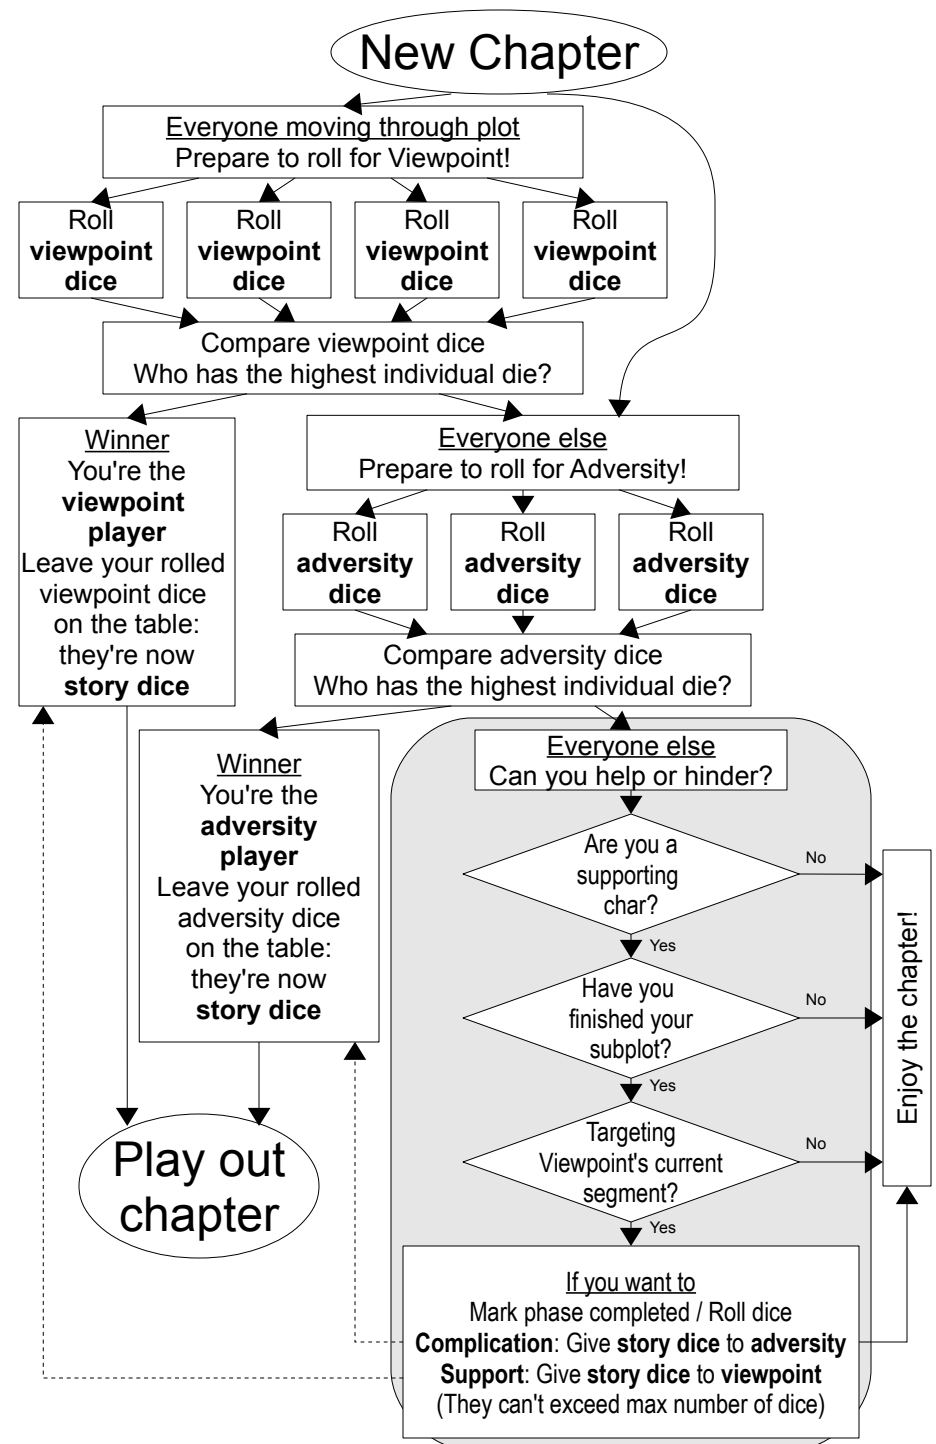 New Chapter
Everyone moving through plot
Prepare to roll for Viewpoint!
Roll
viewpoint
dice
Roll
viewpoint
dice
Roll
viewpoint
dice
Roll
viewpoint
dice
Compare viewpoint dice
Who has the highest individual die?
Winner
You're the
viewpoint
player
Leave your rolled
viewpoint dice
on the table:
they're now
story dice
Everyone else
Prepare to roll for Adversity!
Roll
adversity
dice
Roll
adversity
dice
Roll
adversity
dice
Compare adversity dice
Who has the highest individual die?
Winner
You're the
adversity
player
Leave your rolled
adversity dice
on the table:
they're now
story dice
Everyone else
Can you help or hinder?
Are you a
supporting
char?
No
Yes
Have you
finished your
subplot?
No
Yes
Targeting
Viewpoint's current
segment?
No
Yes
Enjoy the chapter!
If you want to
Mark phase completed / Roll dice
Complication: Give story dice to adversity
Support: Give story dice to viewpoint
(They can't exceed max number of dice)
Play out
chapter